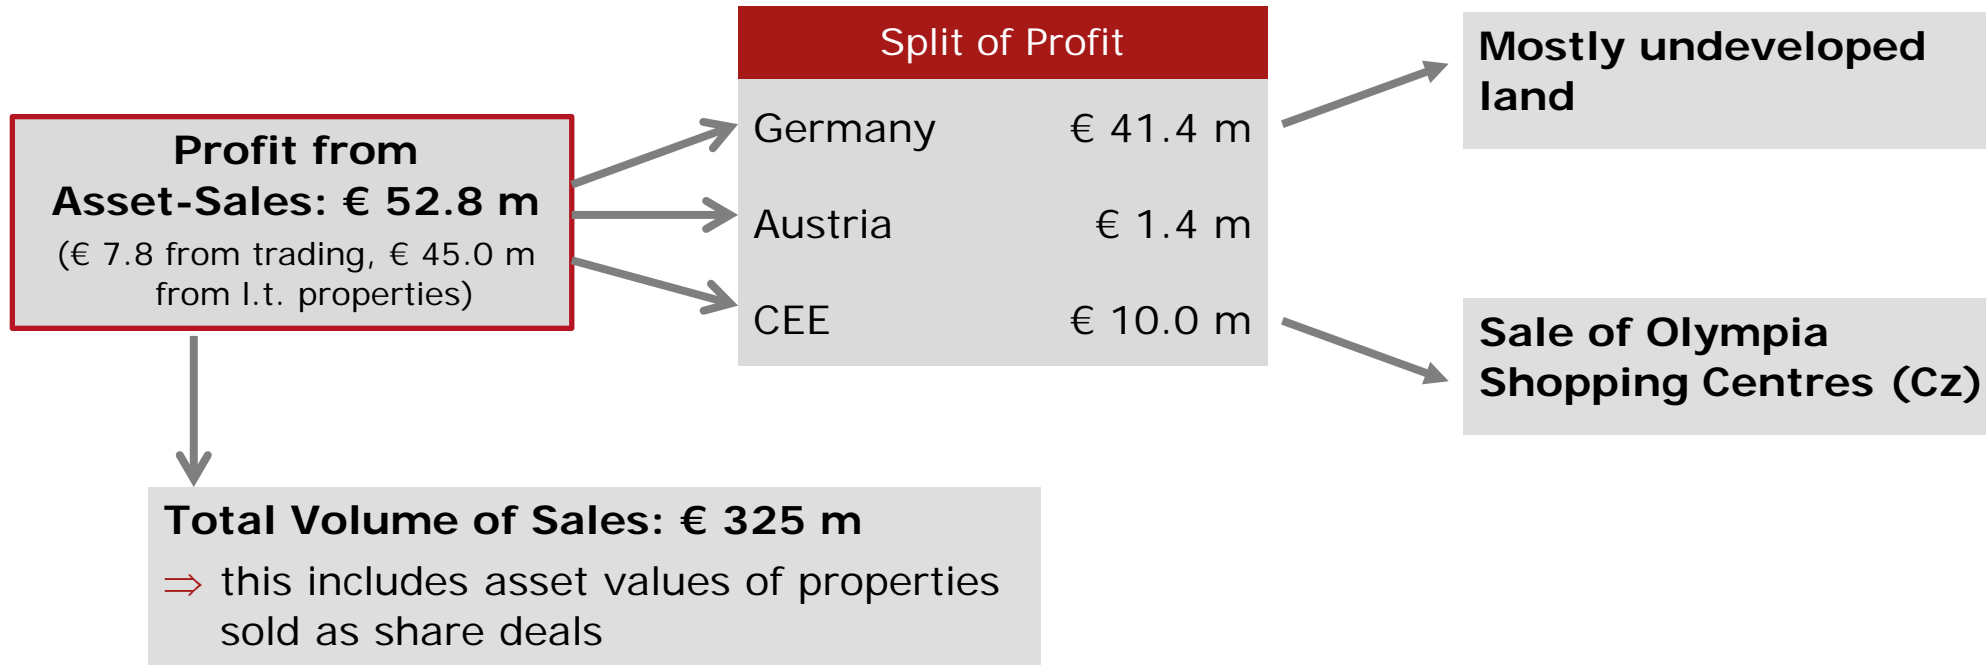 Profit from
Asset-Sales: € 52.8 m
(€ 7.8 from trading, € 45.0 m
from l.t. properties)
Split of Profit
Germany € 41.4 m
Austria € 1.4 m
CEE € 10.0 m
Mostly undeveloped
land
Sale of Olympia
Shopping Centres (Cz)
Total Volume of Sales: € 325 m
⇒ this includes asset values of properties
sold as share deals